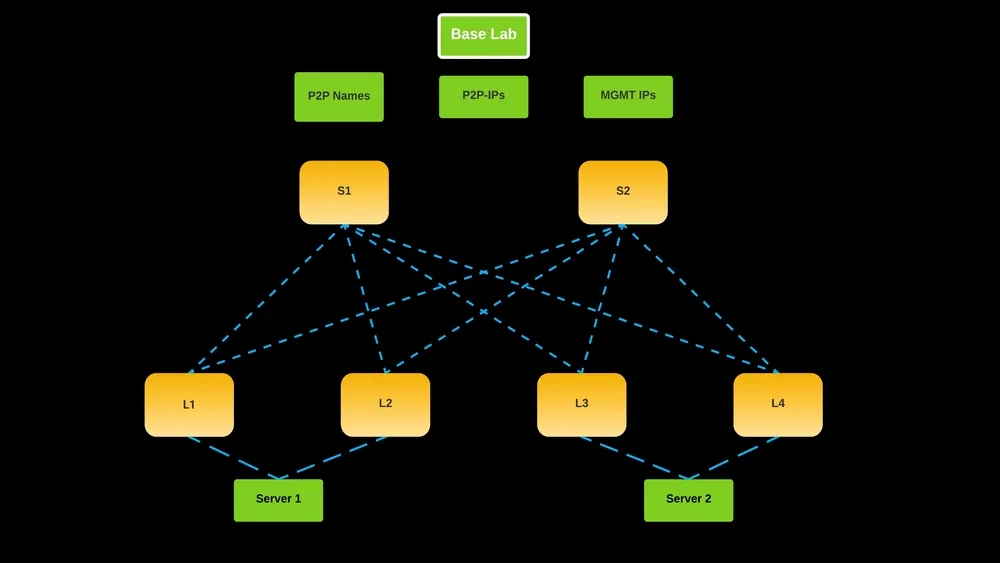 Base Lab
P2P Names
P2P-IPs
MGMT IPs
S1
S2
L1
L2
L3
L4
Server 1
Server 2